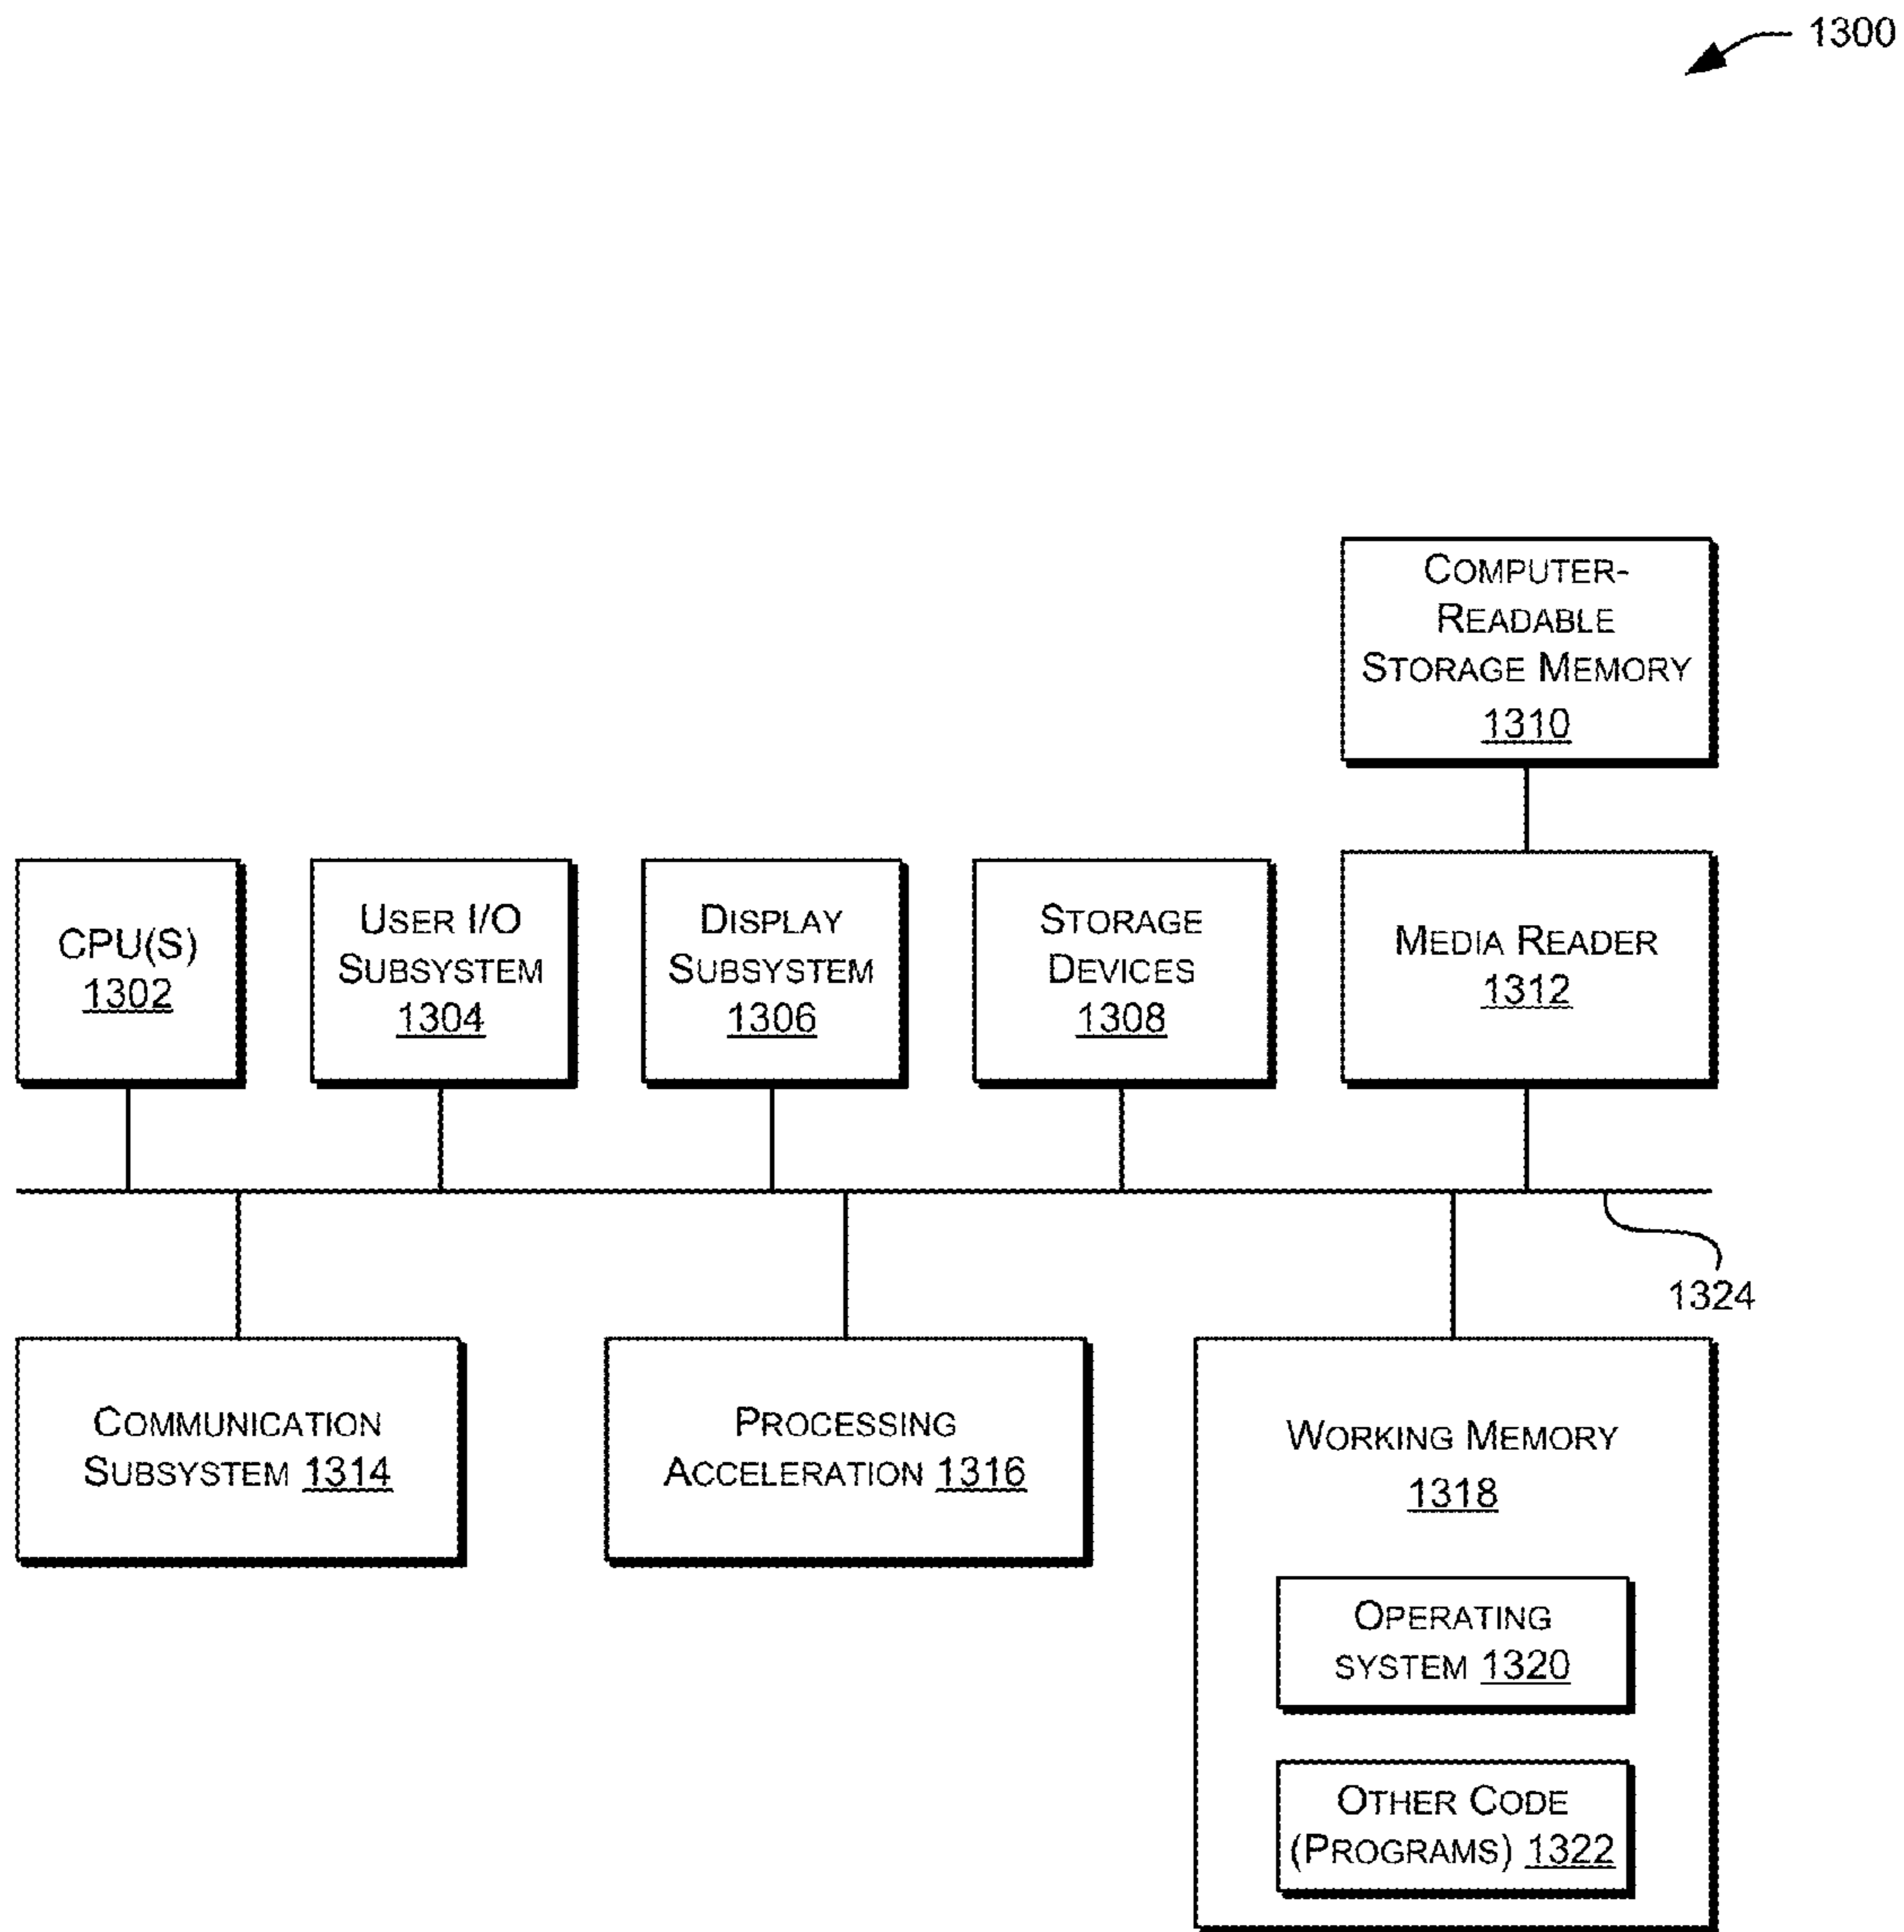 1300
COMPUTER-
READABLE
STORAGE MEMORY
1310
CPU(S)
1302
USER I/O
SUBSYSTEM
1304
DISPLAY
SUBSYSTEM
1306
STORAGE
DEVICES
1308
MEDIA READER
1312
1324
COMMUNICATION
SUBSYSTEM 1314
PROCESSING
ACCELERATION 1316
WORKING MEMORY
1318
OPERATING
SYSTEM 1320
OTHER CODE
(PROGRAMS) 1322